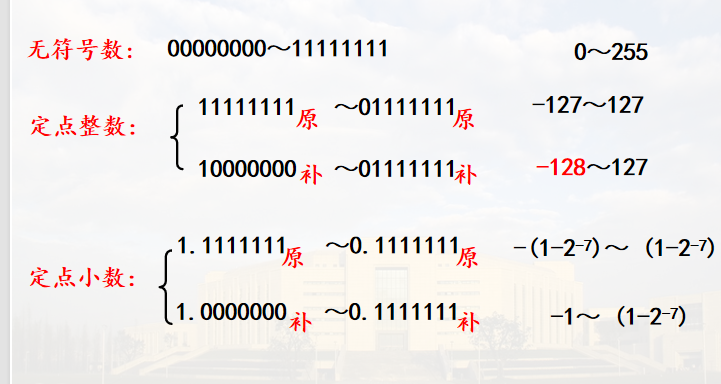 无符号数： 00000000～11111111 0～255
定点整数： 11111111原 ～01111111原 -127～127
10000000补 ～01111111补 -128～127
定点小数： 1.1111111原 ～0.1111111原 -(1-2⁻⁷)～ (1-2⁻⁷)
1.0000000补 ～0.1111111补 -1～ (1-2⁻⁷)